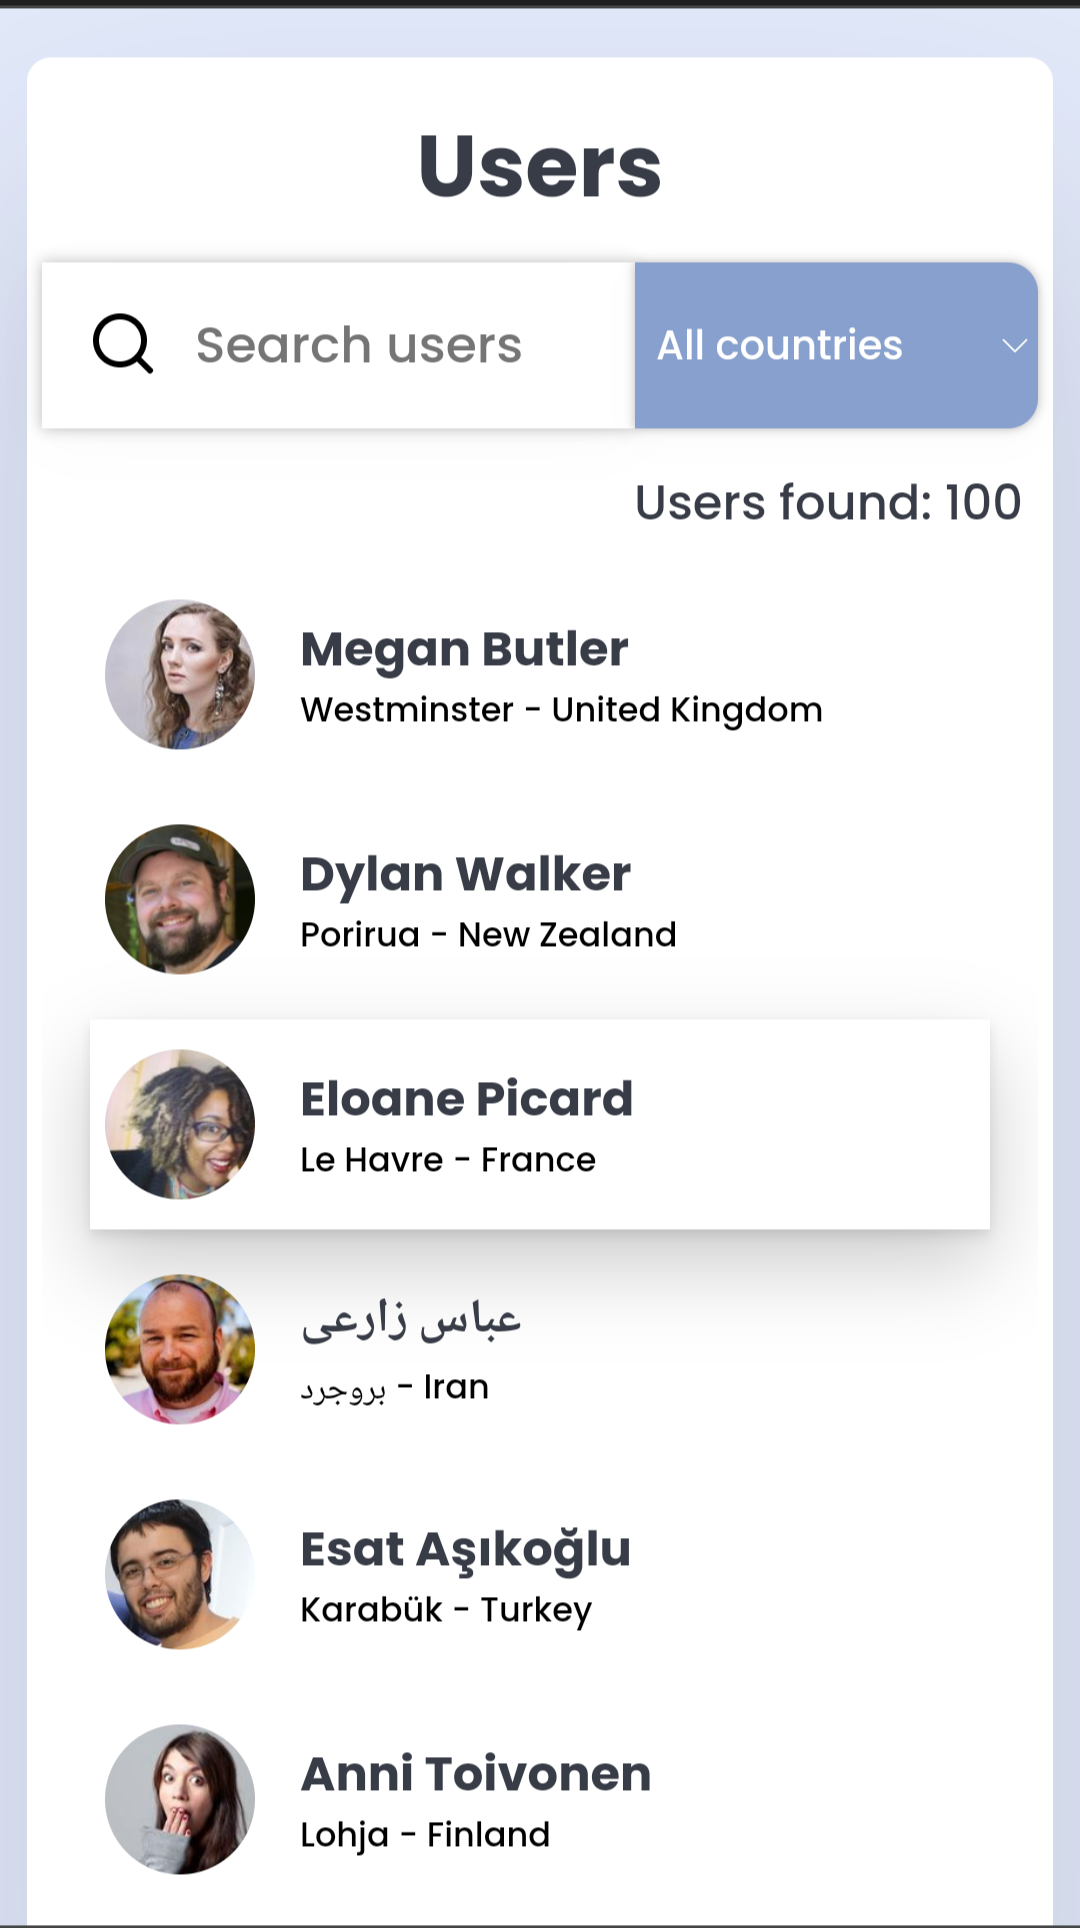 Users
Search users
All countries
Users found: 100
Megan Butler
Westminster - United Kingdom
Dylan Walker
Porirua - New Zealand
Eloane Picard
Le Havre - France
عباس زارعی
بروجرد - Iran
Esat Aşıkoğlu
Karabük - Turkey
Anni Toivonen
Lohja - Finland